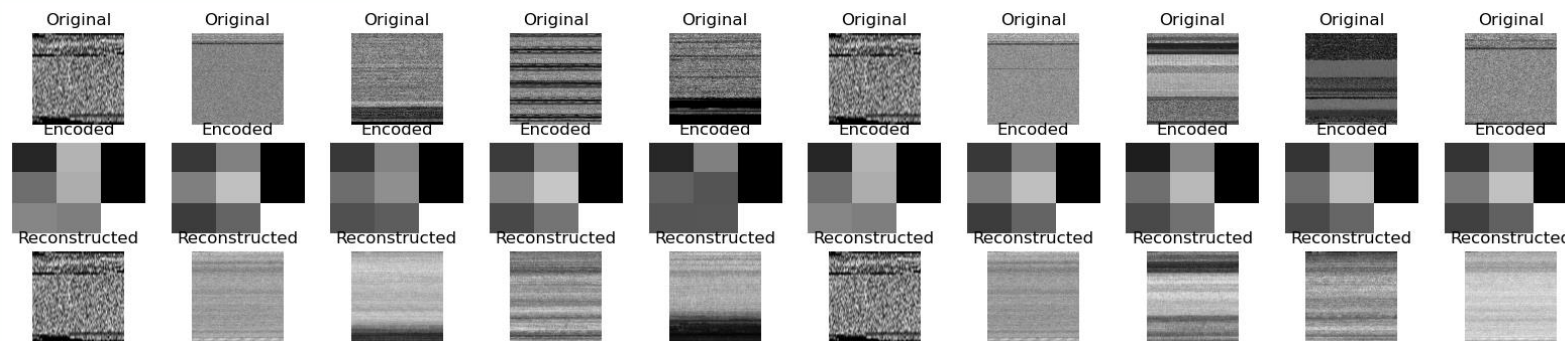 Original Original Original Original Original Original Original Original Original Original
Encoded Encoded Encoded Encoded Encoded Encoded Encoded Encoded Encoded Encoded
Reconstructed Reconstructed Reconstructed Reconstructed Reconstructed Reconstructed Reconstructed Reconstructed Reconstructed Reconstructed